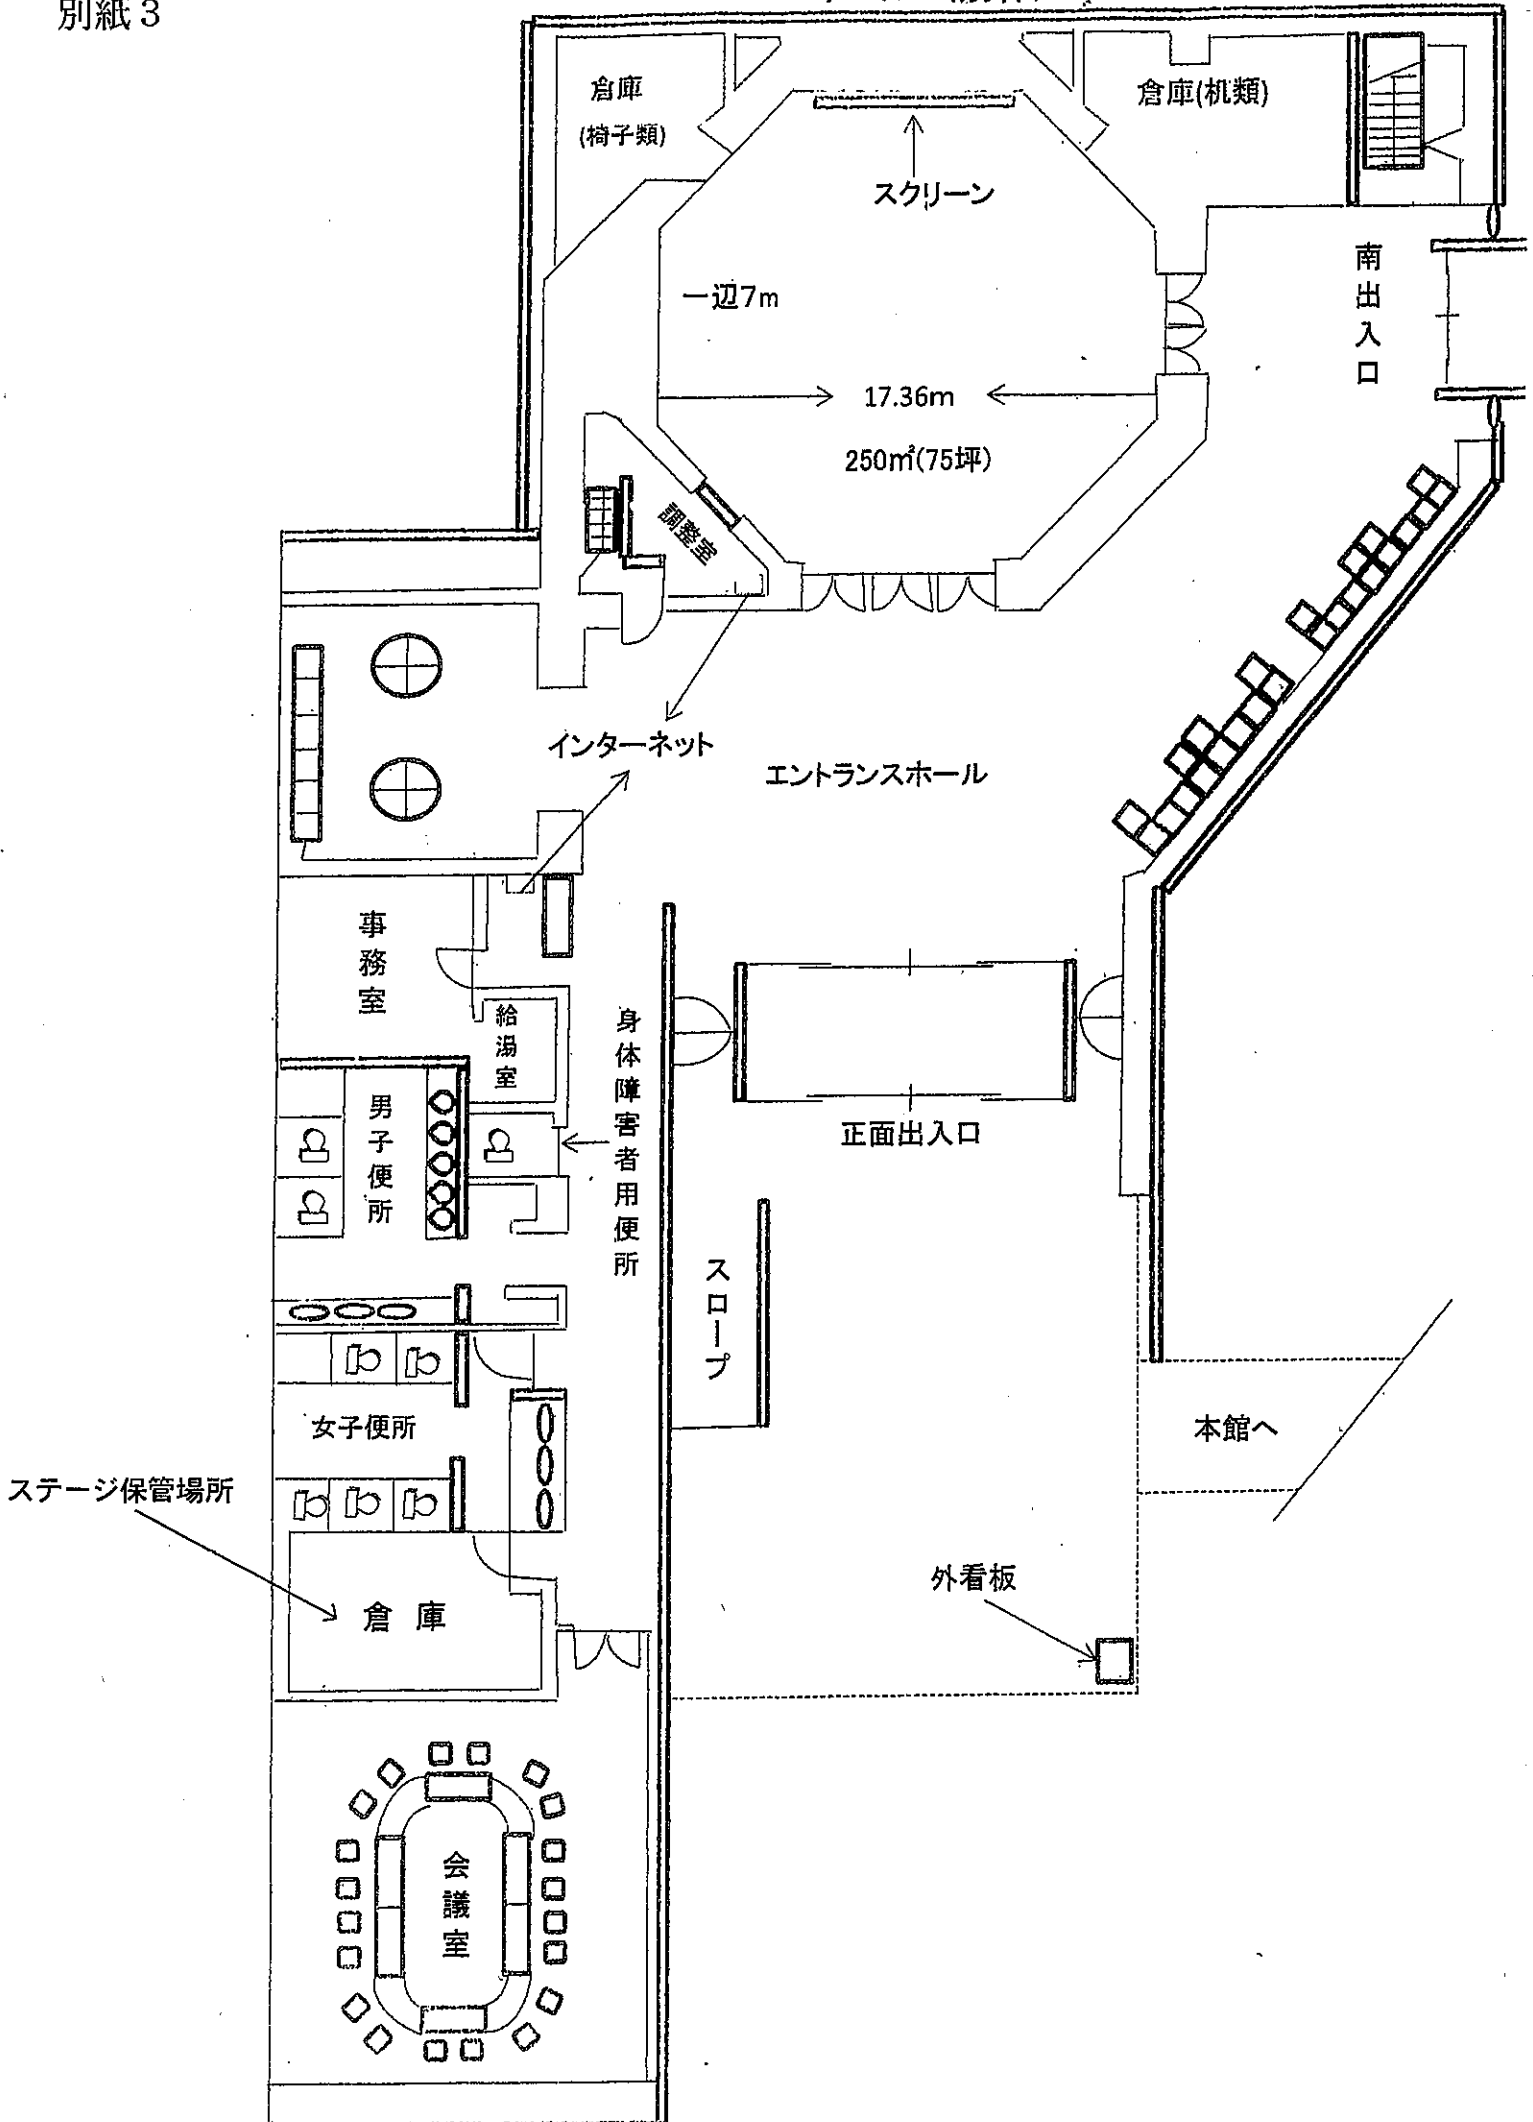 別紙3
倉庫
(椅子類)
倉庫(机類)
スクリーン
南出入口
一辺7m
17.36m
250㎡(75坪)
調整室
インターネット
エントランスホール
事務室
給湯室
身体障害者用便所
男子便所
正面出入口
スロープ
女子便所
本館へ
ステージ保管場所
倉庫
外看板
会議室